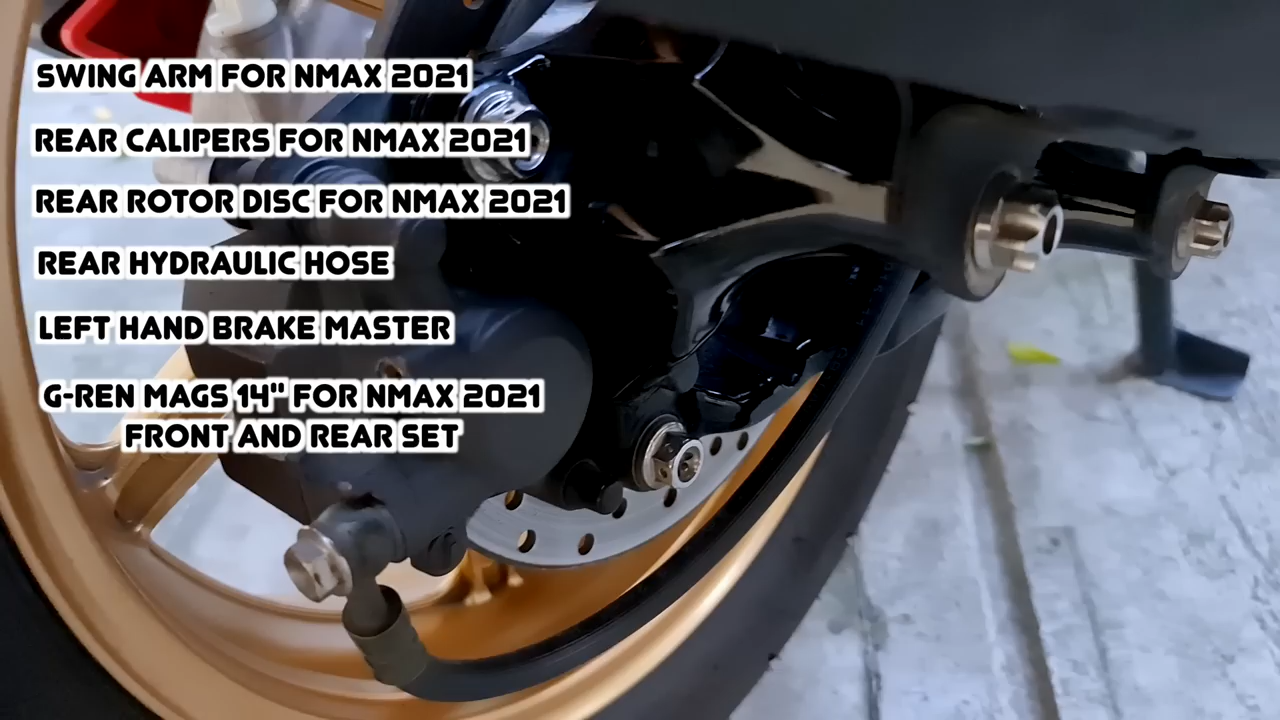 SWING ARM FOR NMAX 2021
REAR CALIPERS FOR NMAX 2021
REAR ROTOR DISC FOR NMAX 2021
REAR HYDRAULIC HOSE
LEFT HAND BRAKE MASTER
G-REN MAGS 14" FOR NMAX 2021
FRONT AND REAR SET